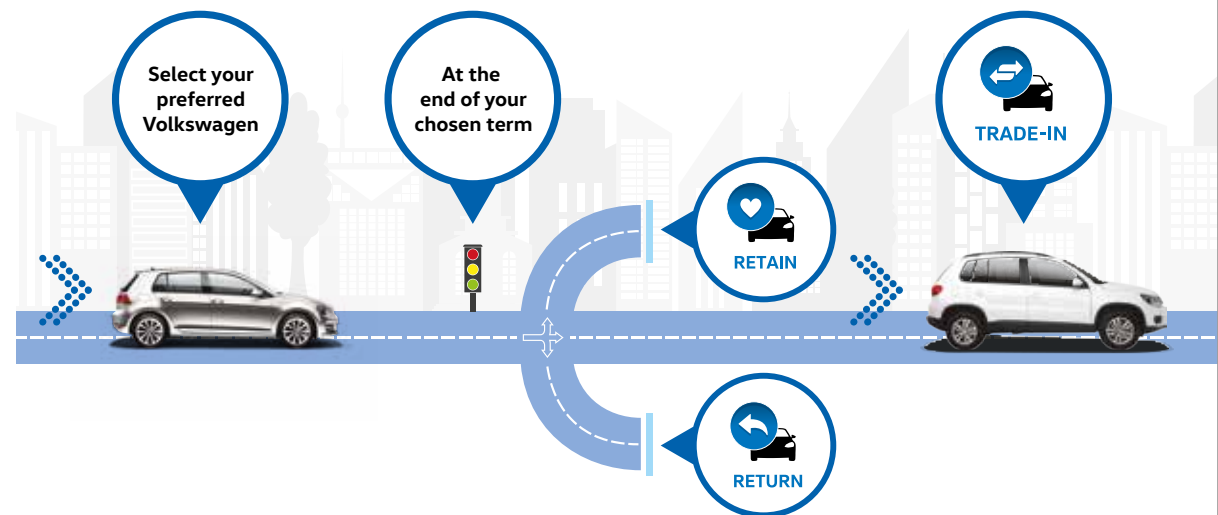 Select your
preferred
Volkswagen
At the
end of your
chosen term
RETAIN
RETURN
TRADE-IN